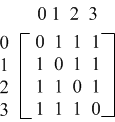 0 1 2 3
0 0 1 1 1
1 1 0 1 1
2 1 1 0 1
3 1 1 1 0